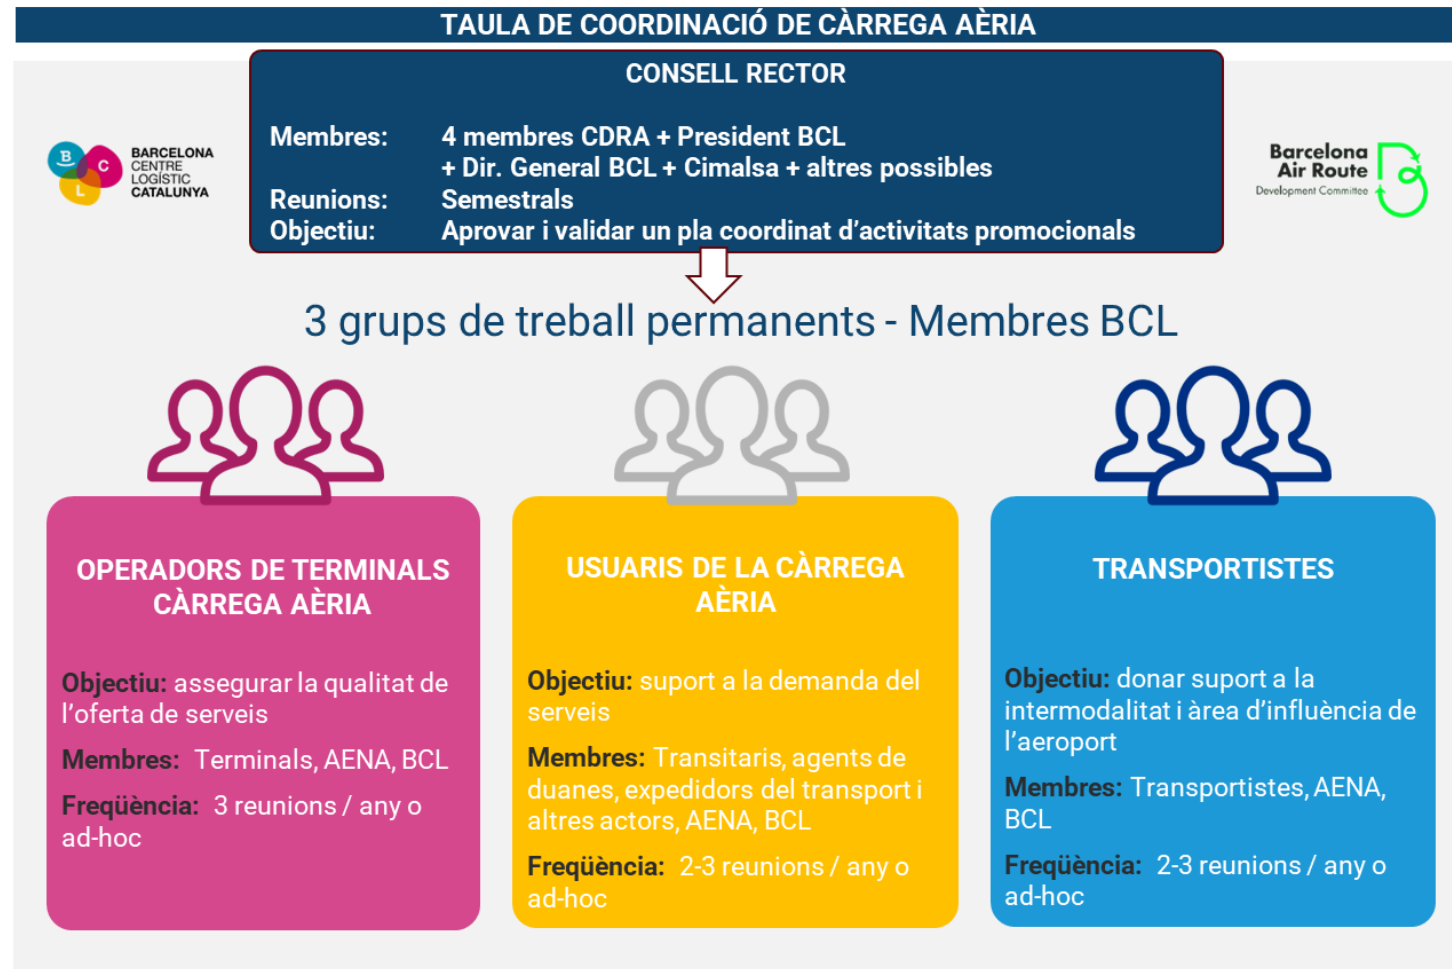 TAULA DE COORDINACIÓ DE CÀRREGA AÈRIA
CONSELL RECTOR
Membres: 4 membres CDRA + President BCL
+ Dir. General BCL + Cimalsa + altres possibles
Reunions: Semestrals
Objectiu: Aprovar i validar un pla coordinat d’activitats promocionals
B C L
BARCELONA
CENTRE
LOGÍSTIC
CATALUNYA
Barcelona
Air Route
Development Committee
3 grups de treball permanents - Membres BCL
OPERADORS DE TERMINALS
CÀRREGA AÈRIA
Objectiu: assegurar la qualitat de
l’oferta de serveis
Membres: Terminals, AENA, BCL
Freqüència: 3 reunions / any o
ad-hoc
USUARIS DE LA CÀRREGA
AÈRIA
Objectiu: suport a la demanda del
serveis
Membres: Transitaris, agents de
duanes, expedidors del transport i
altres actors, AENA, BCL
Freqüència: 2-3 reunions / any o
ad-hoc
TRANSPORTISTES
Objectiu: donar suport a la
intermodalitat i àrea d’influència de
l’aeroport
Membres: Transportistes, AENA,
BCL
Freqüència: 2-3 reunions / any o
ad-hoc